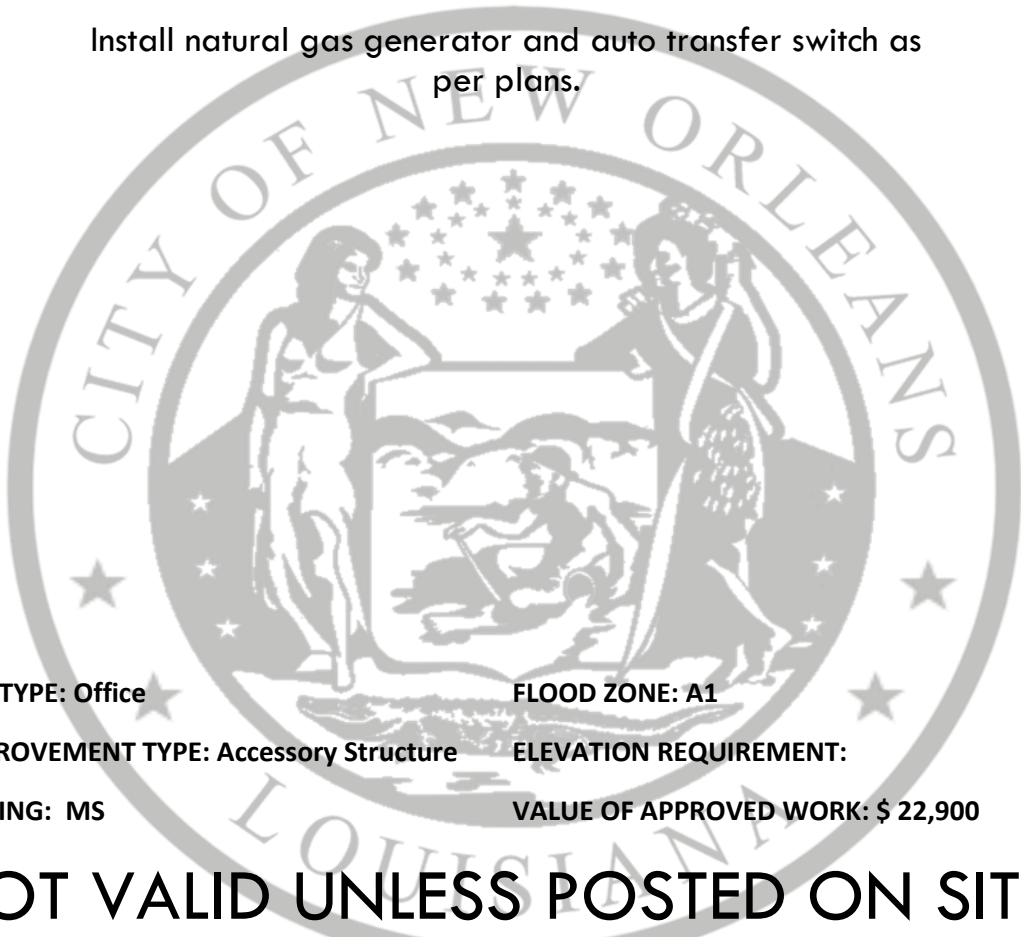 Install natural gas generator and auto transfer switch as
per plans.
CITY OF NEW ORLEANS
TYPE: Office
FLOOD ZONE: A1
ROVEMENT TYPE: Accessory Structure
ELEVATION REQUIREMENT:
ING: MS
VALUE OF APPROVED WORK: $ 22,900
LOUISIANA
OT VALID UNLESS POSTED ON SIT